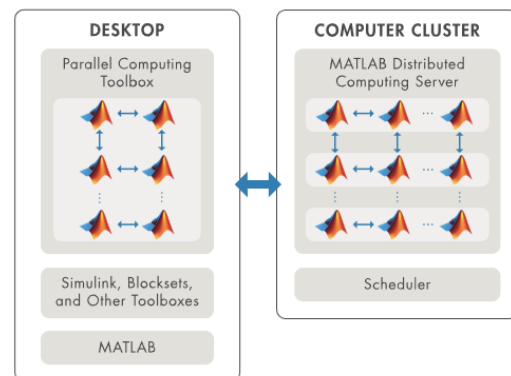 DESKTOP
Parallel Computing
Toolbox
Simulink, Blocksets,
and Other Toolboxes
MATLAB
COMPUTER CLUSTER
MATLAB Distributed
Computing Server
Scheduler